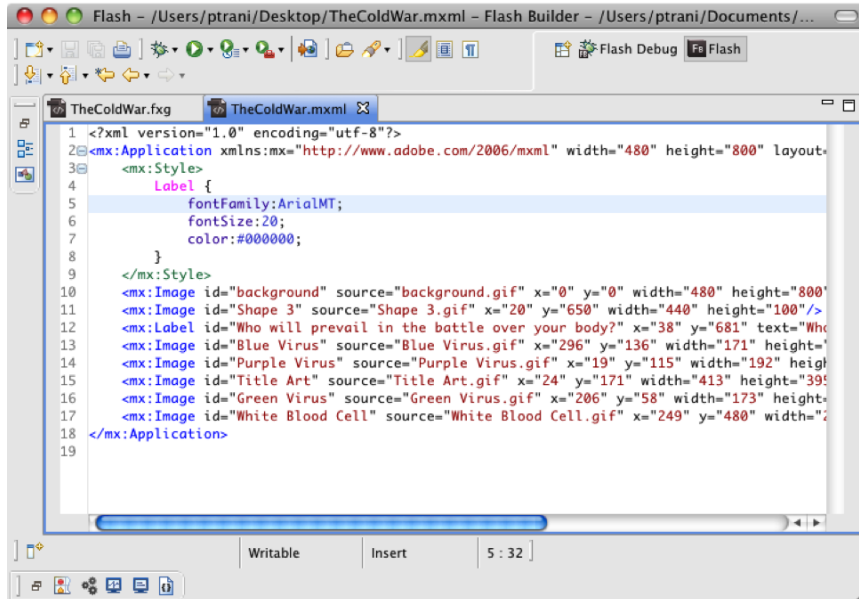 Flash – /Users/ptrani/Desktop/TheColdWar.mxml – Flash Builder – /Users/ptrani/Documents/...
Flash Debug Fb Flash
TheColdWar.fxg TheColdWar.mxml
1 <?xml version="1.0" encoding="utf-8"?>
2 <mx:Application xmlns:mx="http://www.adobe.com/2006/mxml" width="480" height="800" layout=
3 <mx:Style>
4 Label {
5 fontFamily:ArialMT;
6 fontSize:20;
7 color:#000000;
8 }
9 </mx:Style>
10 <mx:Image id="background" source="background.gif" x="0" y="0" width="480" height="800"
11 <mx:Image id="Shape 3" source="Shape 3.gif" x="20" y="650" width="440" height="100"/>
12 <mx:Label id="Who will prevail in the battle over your body?" x="38" y="681" text="Who
13 <mx:Image id="Blue Virus" source="Blue Virus.gif" x="296" y="136" width="171" height="
14 <mx:Image id="Purple Virus" source="Purple Virus.gif" x="19" y="115" width="192" heigh
15 <mx:Image id="Title Art" source="Title Art.gif" x="24" y="171" width="413" height="395
16 <mx:Image id="Green Virus" source="Green Virus.gif" x="206" y="58" width="173" height=
17 <mx:Image id="White Blood Cell" source="White Blood Cell.gif" x="249" y="480" width="2
18 </mx:Application>
19
Writable Insert 5 : 32